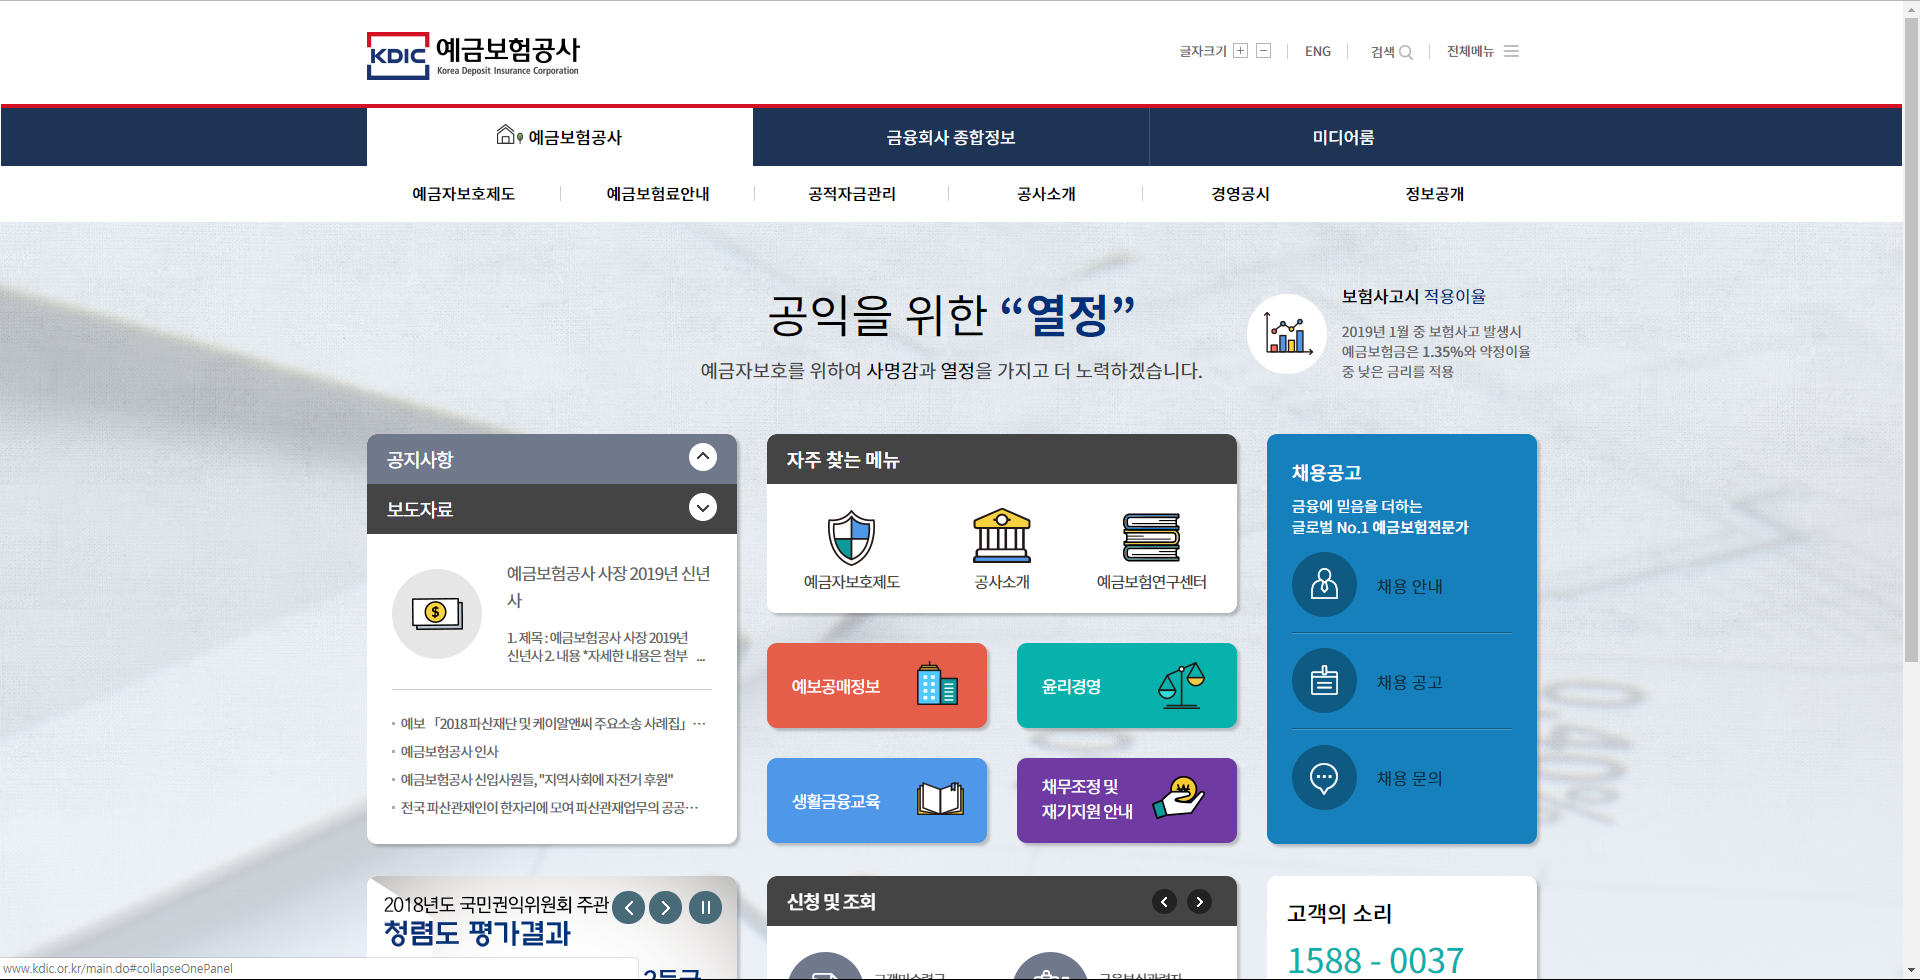 KDIC 예금보험공사
Korea Deposit Insurance Corporation
글자크기
ENG
검색
전체메뉴
예금보험공사
금융회사 종합정보
미디어룸
예금자보호제도
예금보험료안내
공적자금관리
공사소개
경영공시
정보공개
공익을 위한 “열정”
예금자보호를 위하여 사명감과 열정을 가지고 더 노력하겠습니다.
보험사고시 적용이율
2019년 1월 중 보험사고 발생시
예금보험금은 1.35%와 약정이율
중 낮은 금리를 적용
공지사항
보도자료
예금보험공사 사장 2019년 신년
사
1. 제목 : 예금보험공사 사장 2019년
신년사 2. 내용 *자세한 내용은 첨부 ...
예보 「2018 파산재단 및 케이알앤씨 주요소송 사례집」 ···
예금보험공사 인사
예금보험공사 신입사원들, "지역사회에 자전거 후원"
전국 파산관재인이 한자리에 모여 파산관재업무의 공공···
자주 찾는 메뉴
예금자보호제도
공사소개
예금보험연구센터
예보공매정보
윤리경영
생활금융교육
채무조정 및
재기지원 안내
채용공고
금융에 믿음을 더하는
글로벌 No.1 예금보험전문가
채용 안내
채용 공고
채용 문의
2018년도 국민권익위원회 주관
청렴도 평가결과
신청 및 조회
고객의 소리
1588 - 0037
www.kdic.or.kr/main.do#collapseOnePanel